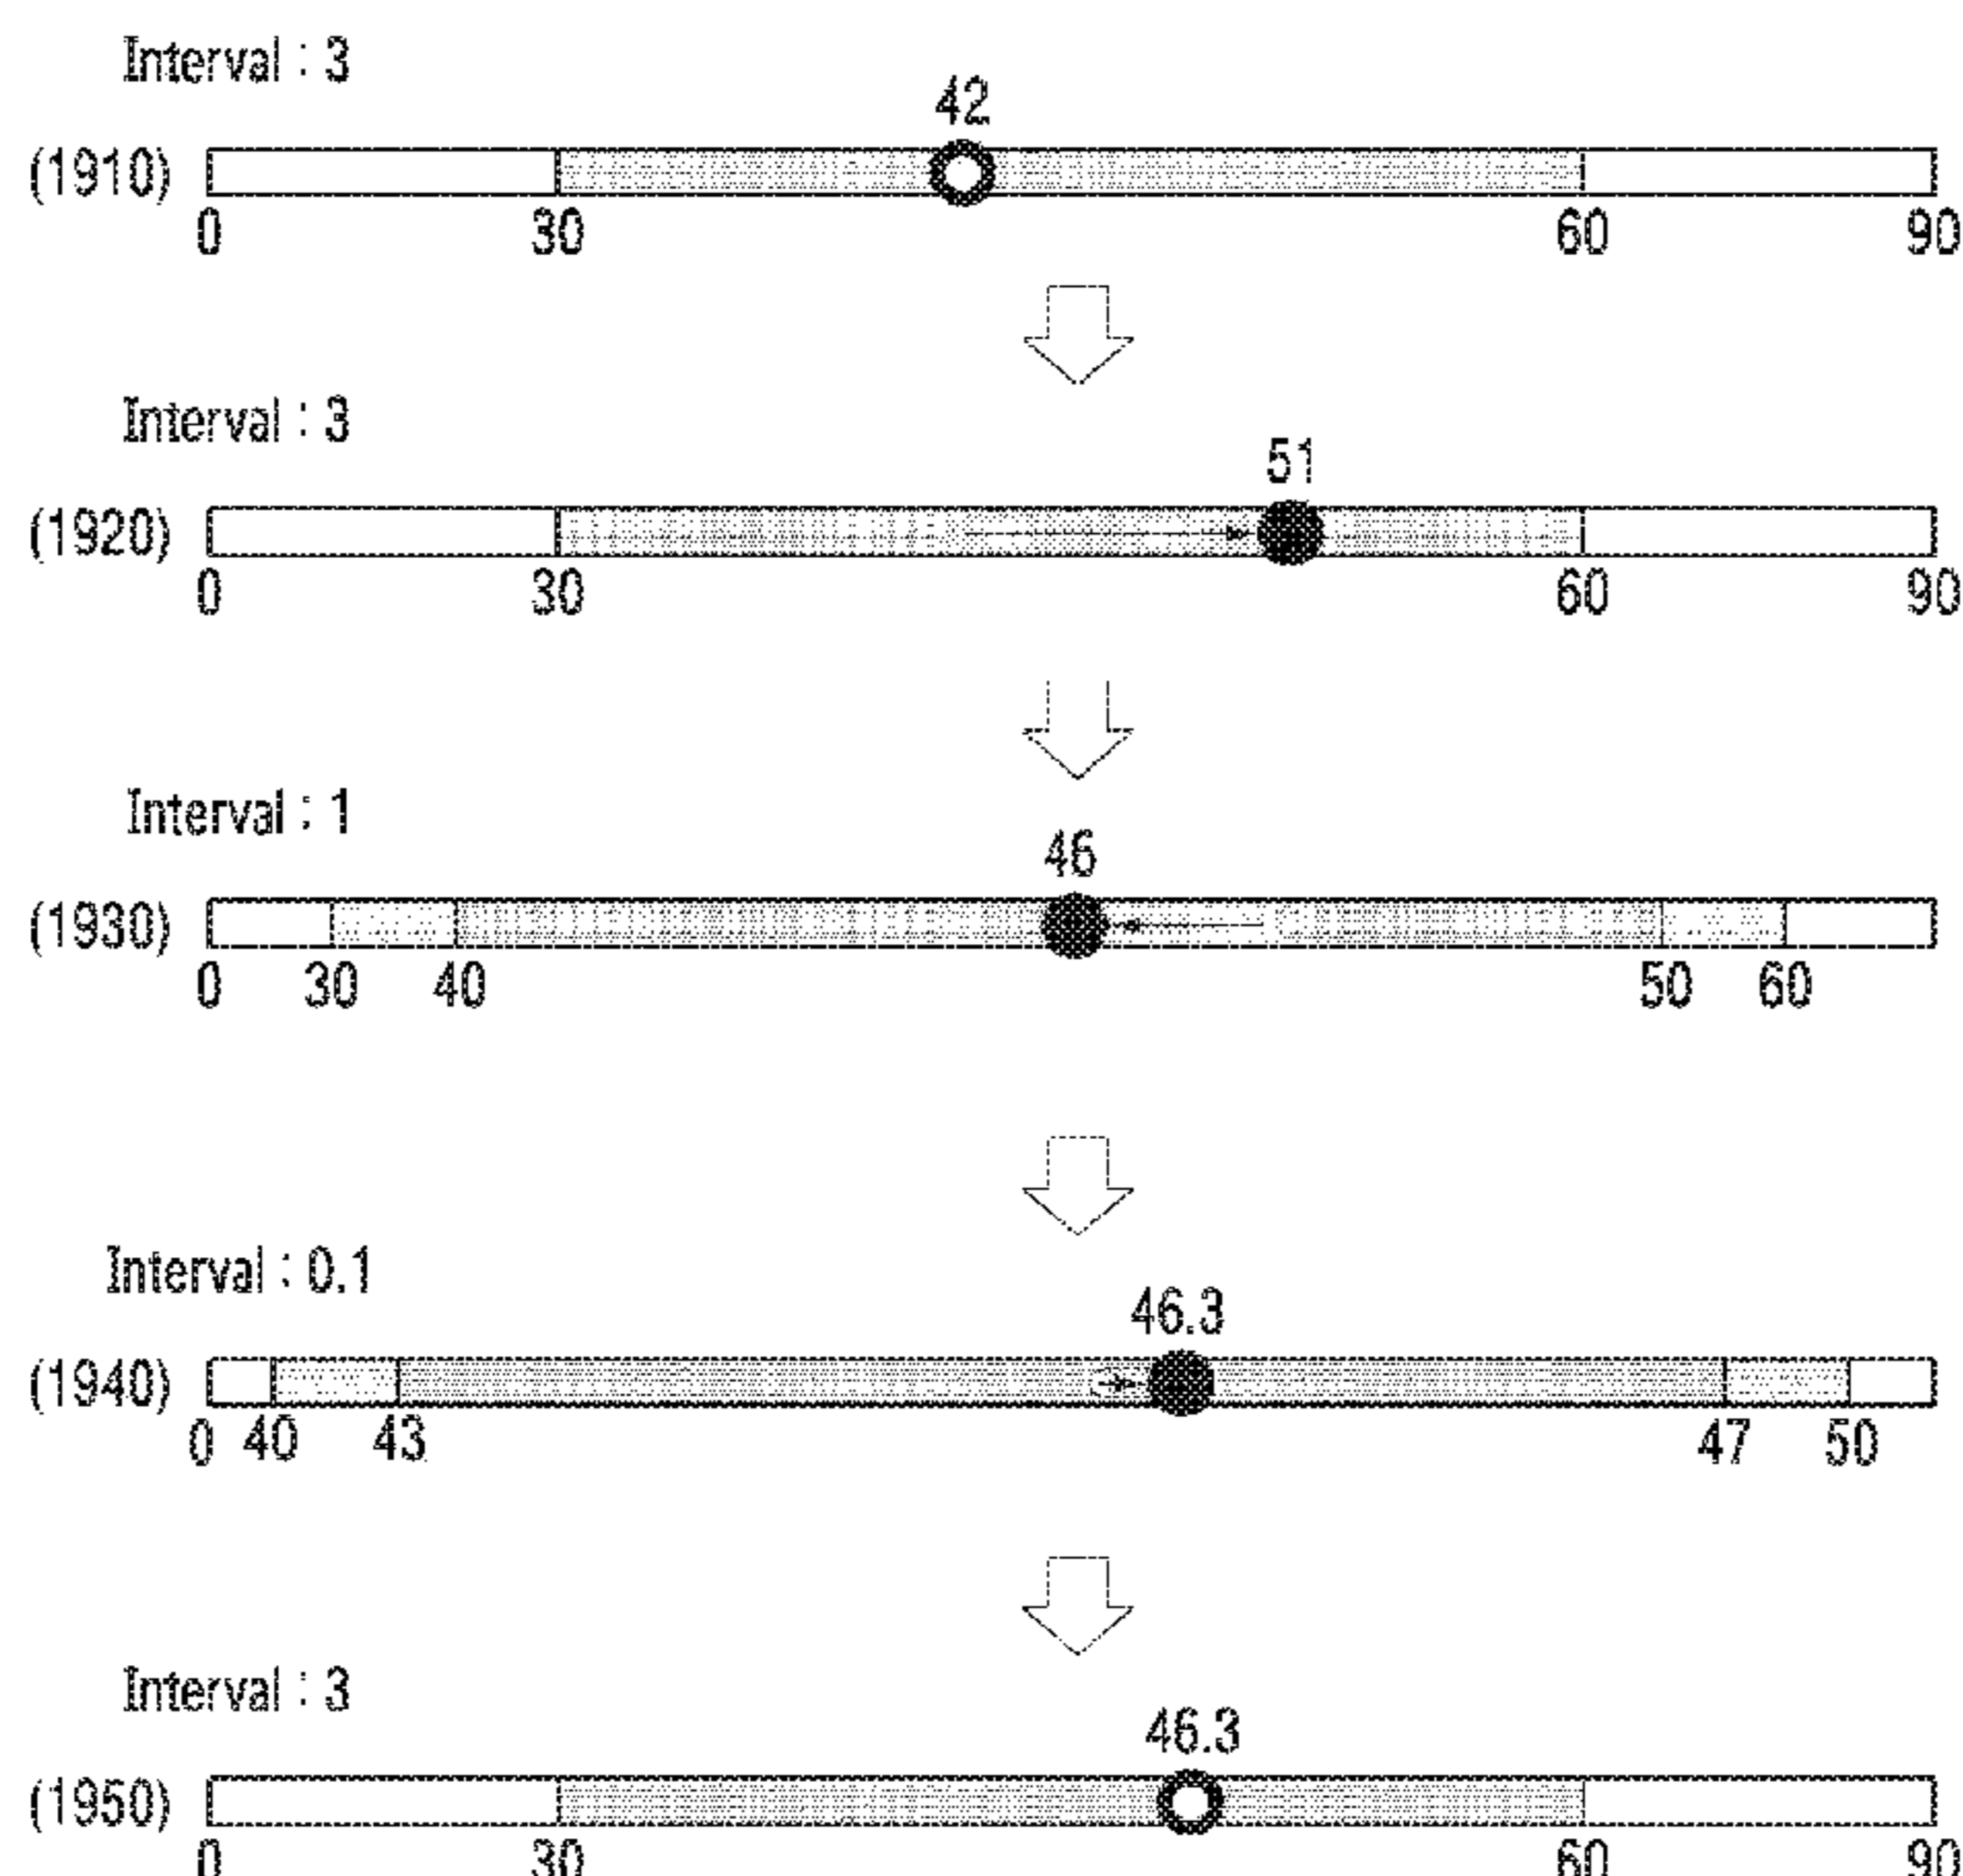 Interval : 3
42
(1910)
0 30 60 90
Interval : 3
51
(1920)
0 30 60 90
Interval : 1
46
(1930)
0 30 40 50 60
Interval : 0.1
46.3
(1940)
0 40 43 47 50
Interval : 3
46.3
(1950)
0 30 60 90